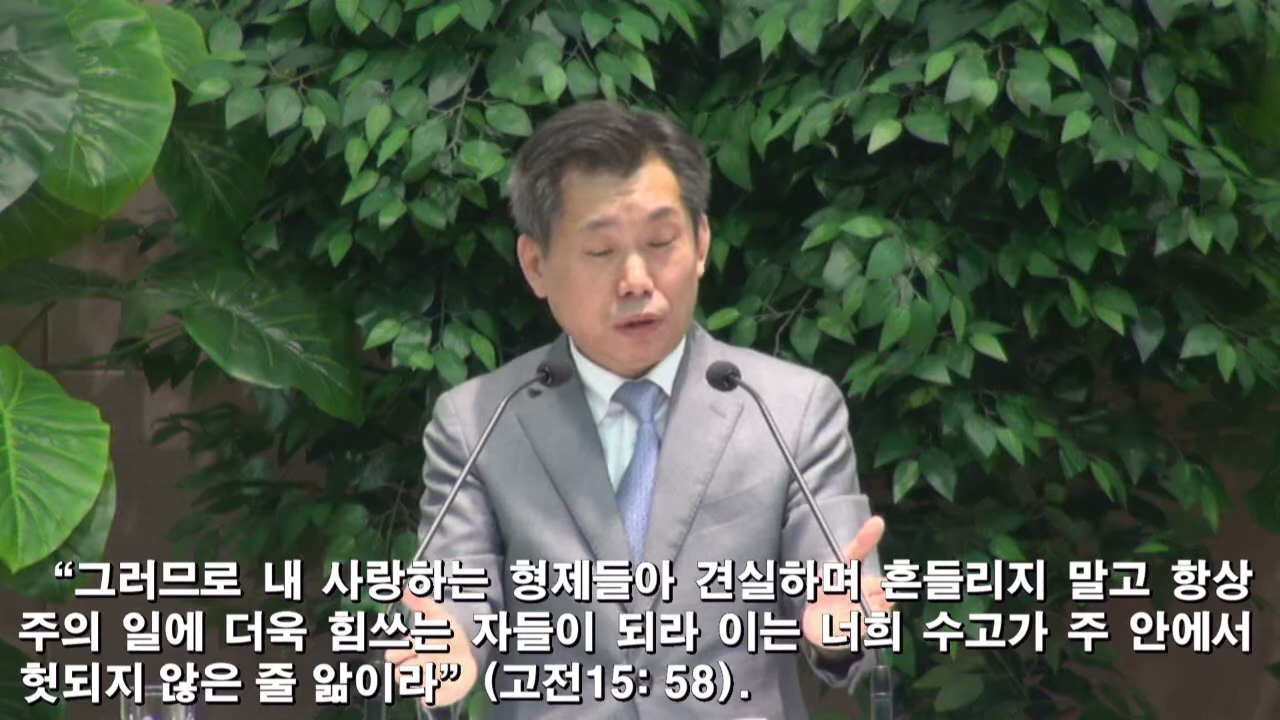 “그러므로 내 사랑하는 형제들아 견실하며 흔들리지 말고 항상
주의 일에 더욱 힘쓰는 자들이 되라 이는 너희 수고가 주 안에서
헛되지 않은 줄 앎이라” (고전15: 58).